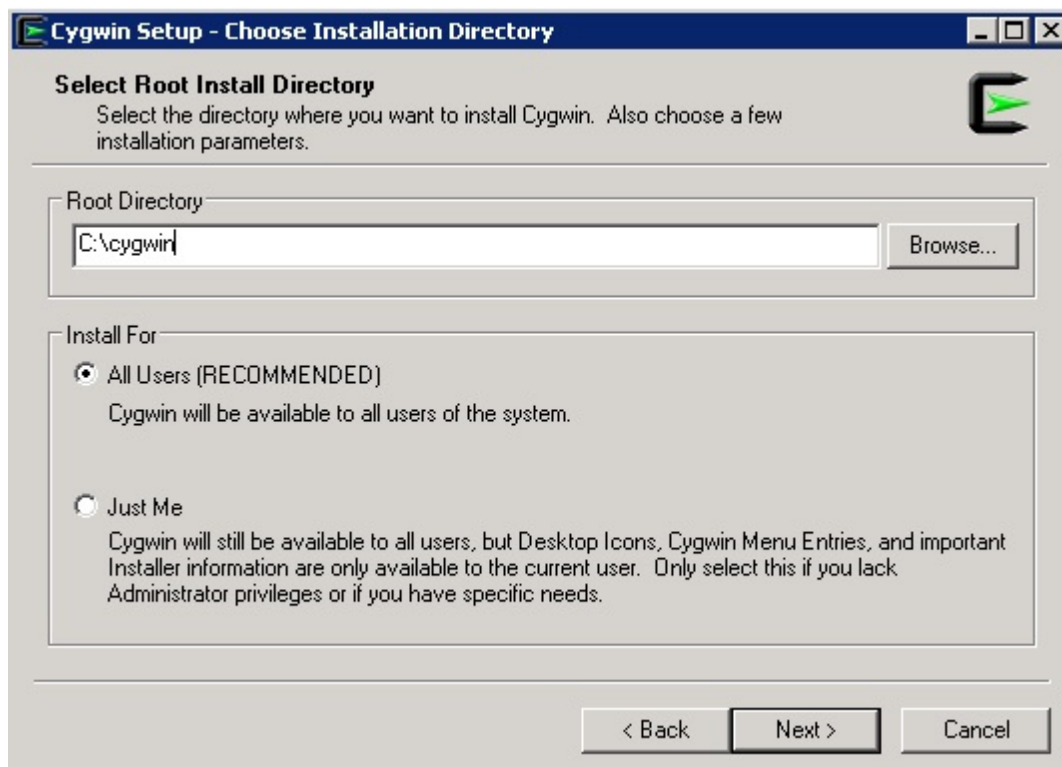 Cygwin Setup - Choose Installation Directory
Select Root Install Directory
Select the directory where you want to install Cygwin. Also choose a few
installation parameters.
Root Directory
C:\cygwin
Browse...
Install For
All Users (RECOMMENDED)
Cygwin will be available to all users of the system.
Just Me
Cygwin will still be available to all users, but Desktop Icons, Cygwin Menu Entries, and important
Installer information are only available to the current user. Only select this if you lack
Administrator privileges or if you have specific needs.
< Back
Next >
Cancel